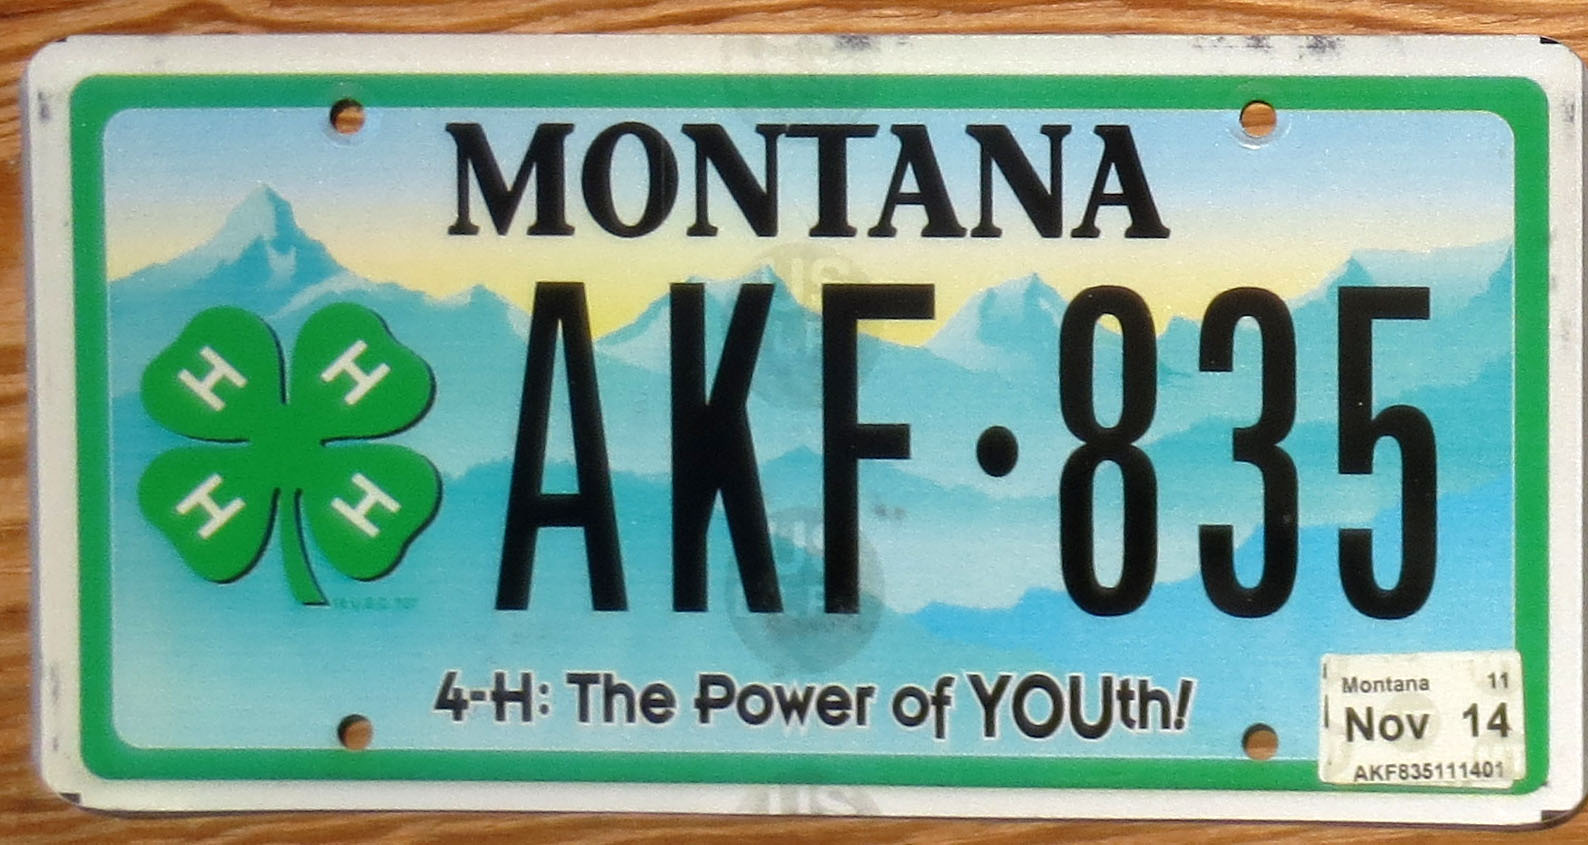 MONTANA
H H
H H
AKF·835
4-H: The Power of YOUth!
Montana 11
Nov 14
AKF835111401